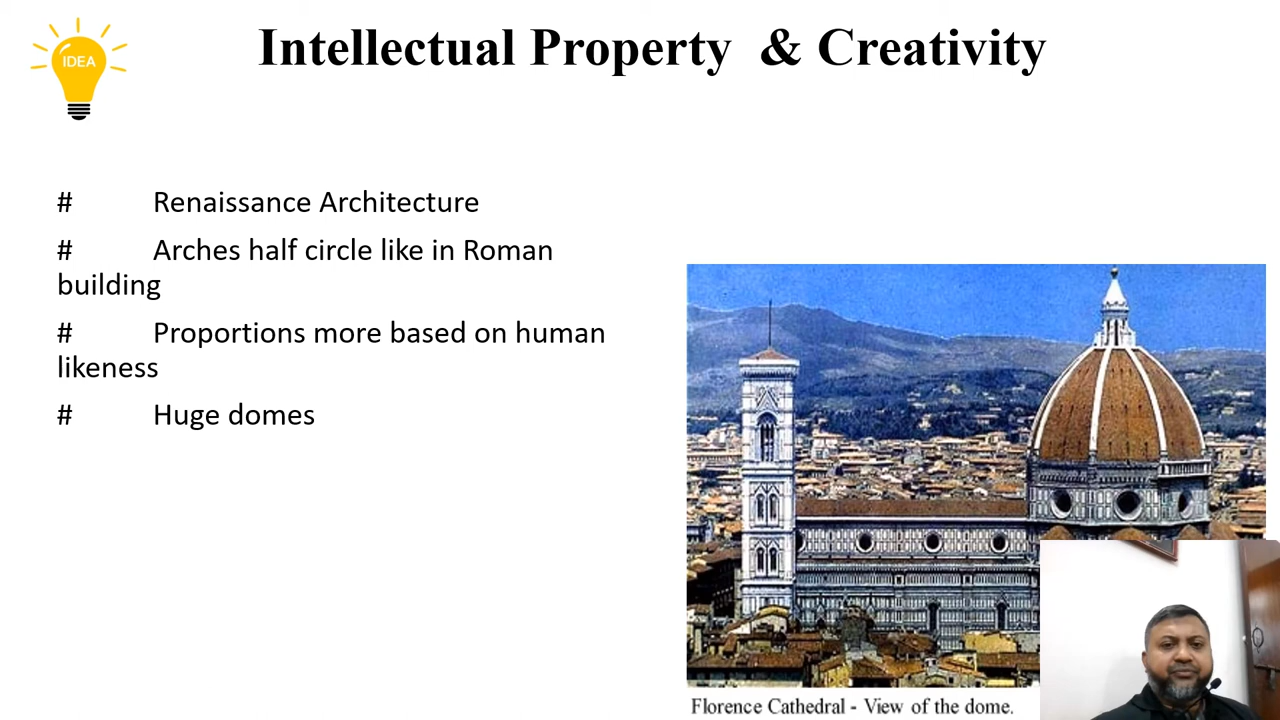 IDEA
Intellectual Property & Creativity
# Renaissance Architecture
# Arches half circle like in Roman
building
# Proportions more based on human
likeness
# Huge domes
Florence Cathedral - View of the dome.